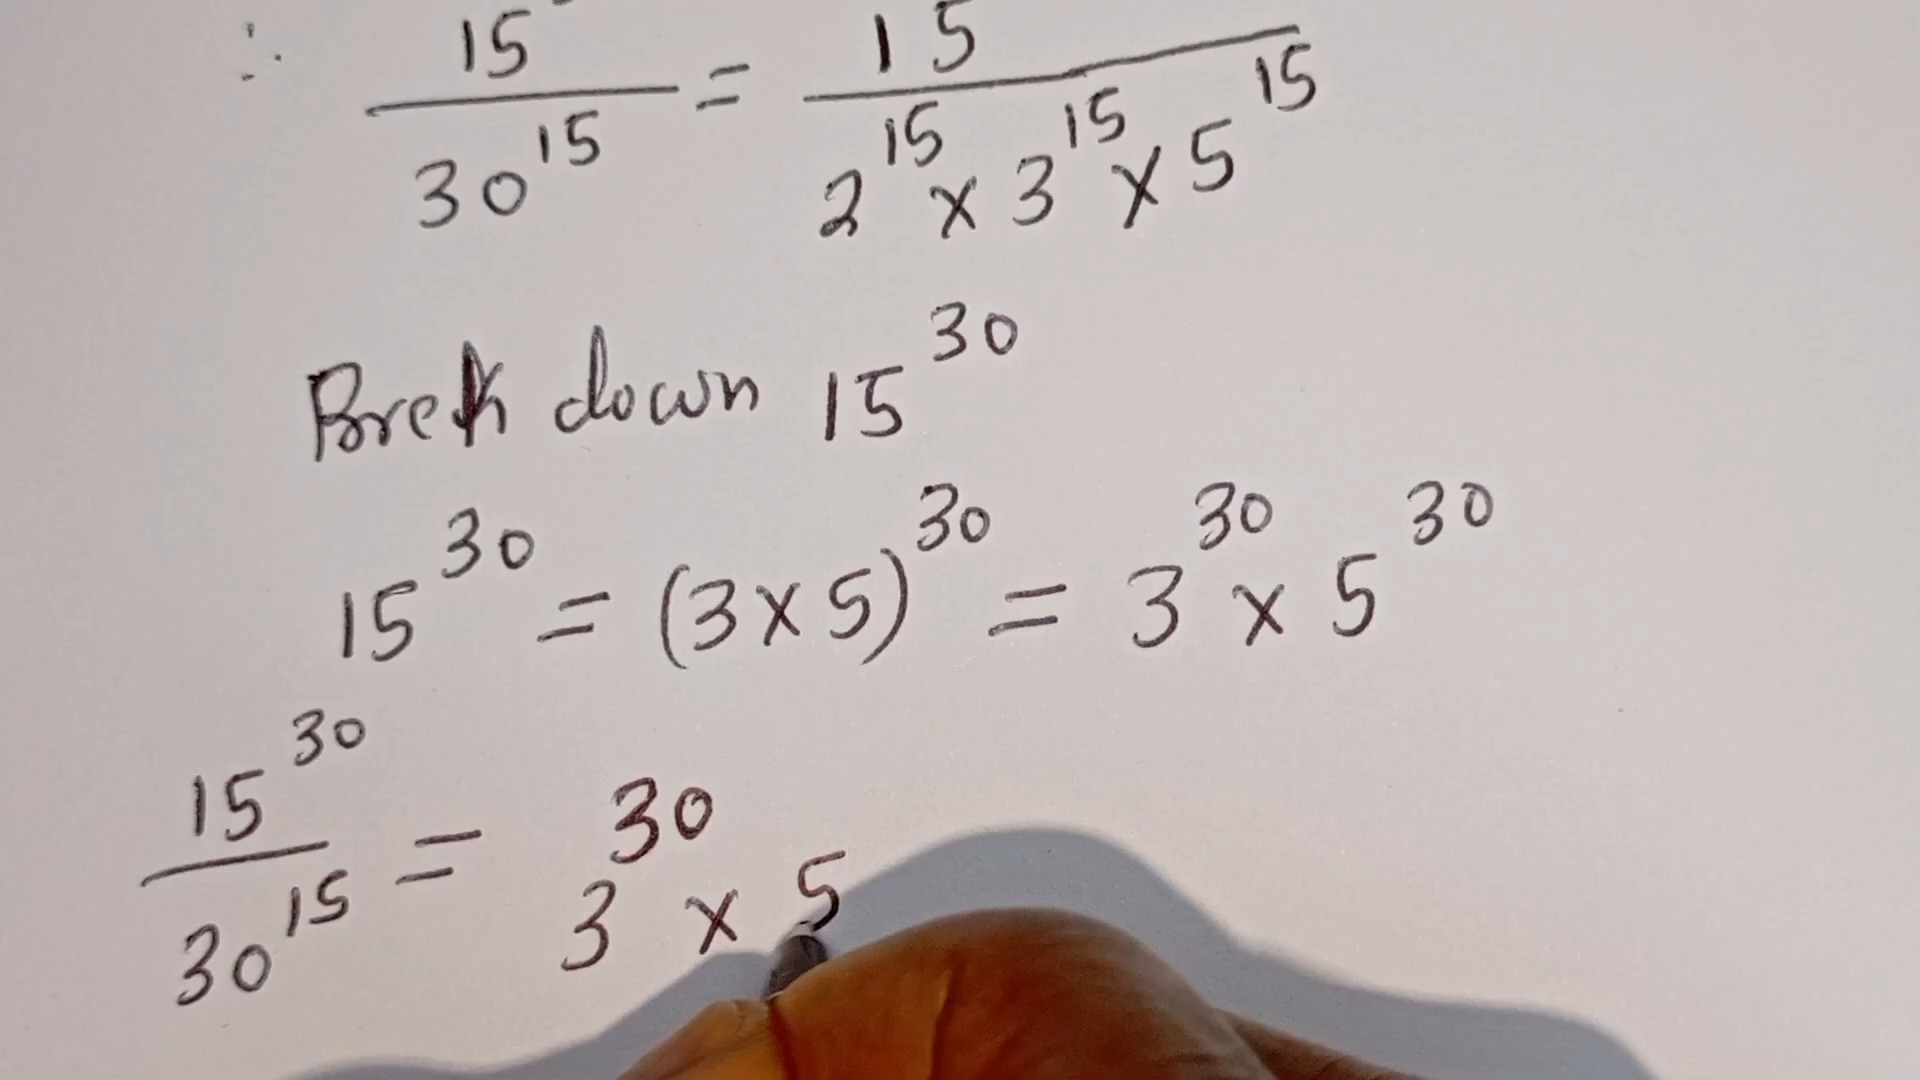 ∴ 15 / 30^15 = 15 / 2^15 × 3^15 × 5^15
Brek down 15^30
15^30 = (3×5)^30 = 3^30 × 5^30
15^30 / 30^15 = 3^30 × 5